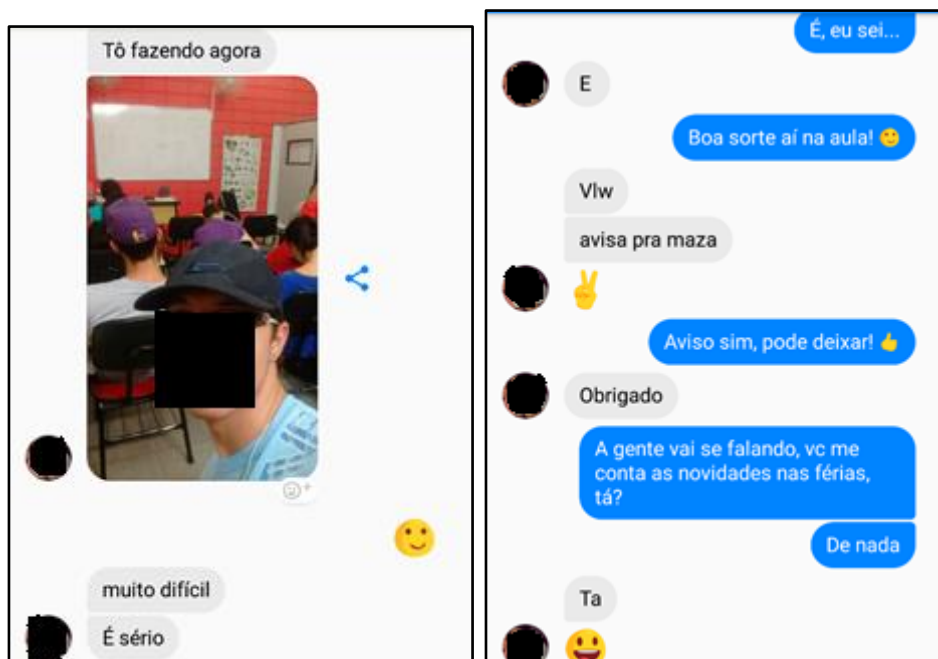 Tô fazendo agora
muito difícil
É sério
É, eu sei...
E
Boa sorte aí na aula! 🙂
Vlw
avisa pra maza
✌
Aviso sim, pode deixar! 👍
Obrigado
A gente vai se falando, vc me
conta as novidades nas férias,
tá?
De nada
Ta